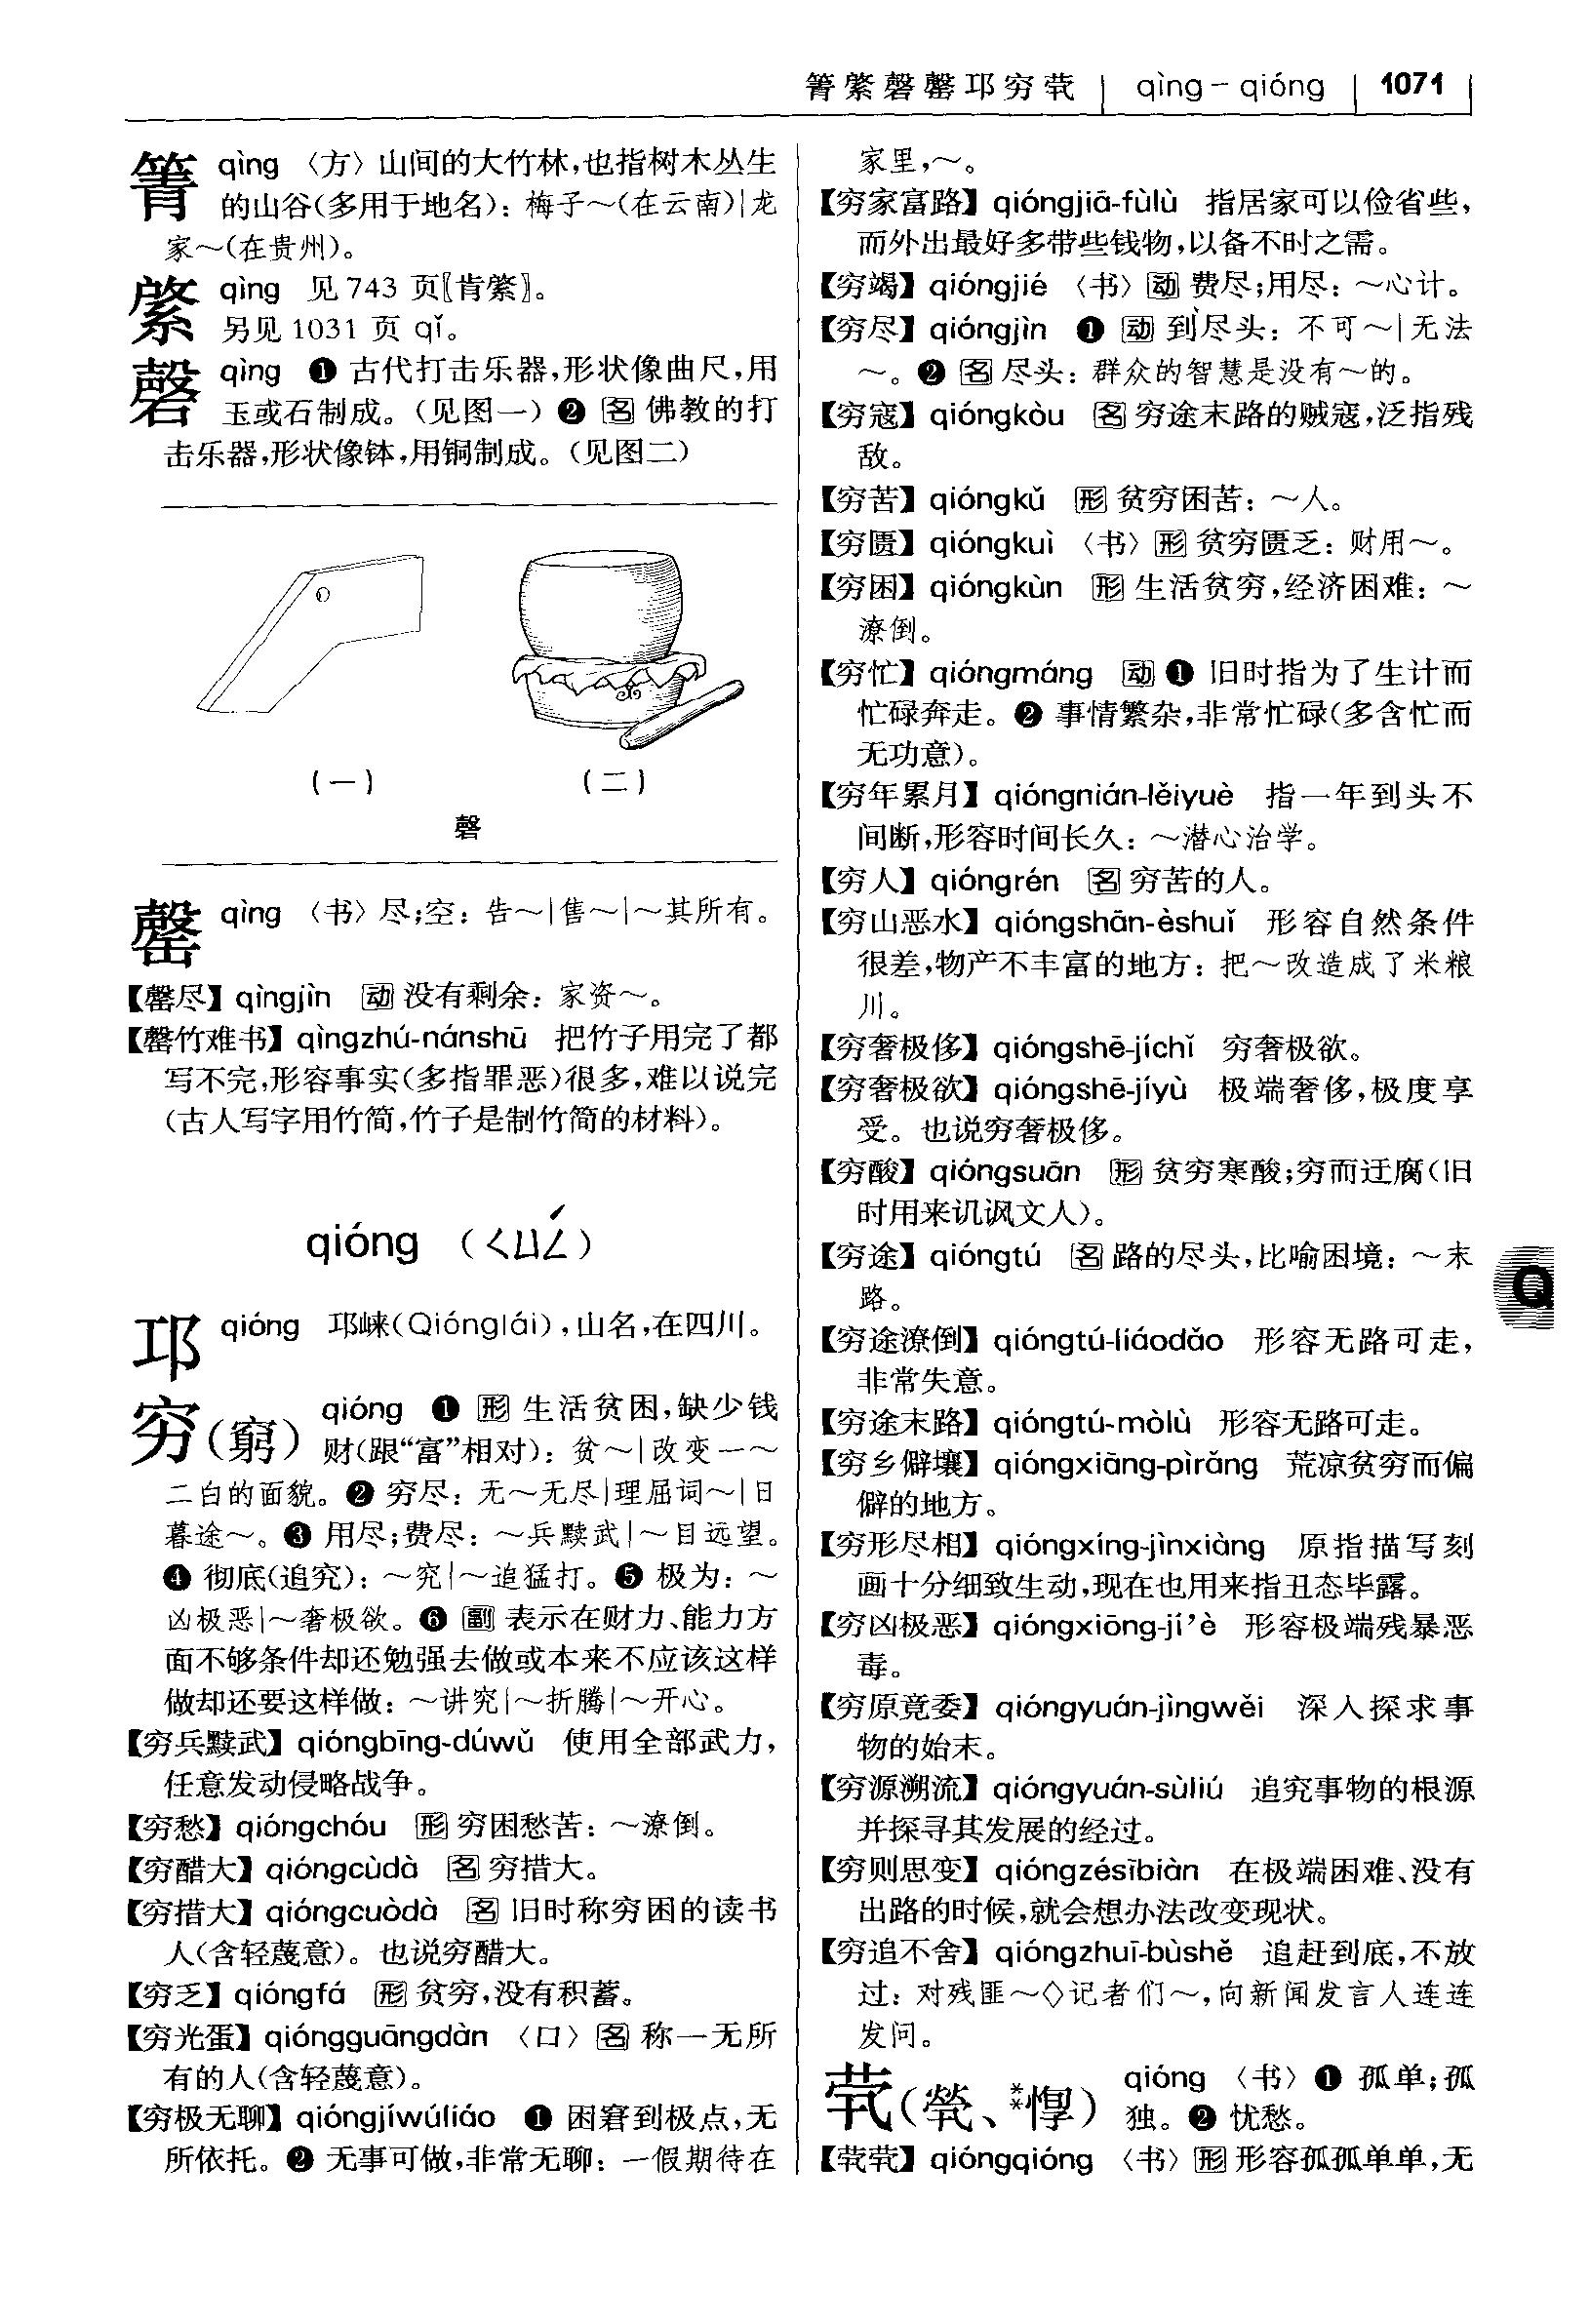 箐綮磬罄邛穷茕 qìng－qióng 1071
箐 qìng 〈方〉山间的大竹林,也指树木丛生
的山谷(多用于地名)：梅子～(在云南)|龙
家～(在贵州)。
綮 qìng 见 743 页〖肯綮〗。
另见 1031 页 qǐ。
磬 qìng ❶ 古代打击乐器,形状像曲尺,用
玉或石制成。(见图一) ❷ 名 佛教的打
击乐器,形状像钵,用铜制成。(见图二)
(一) (二)
磬
罄 qìng 〈书〉尽;空：告～|售～|～其所有。
【罄尽】qìngjìn 动 没有剩余：家资～。
【罄竹难书】qìngzhú-nánshū 把竹子用完了都
写不完,形容事实(多指罪恶)很多,难以说完
(古人写字用竹简,竹子是制竹简的材料)。
qióng (ㄑㄩㄥˊ)
邛 qióng 邛崃(Qiónglái),山名,在四川。
穷(窮) qióng ❶ 形 生活贫困,缺少钱
财(跟“富”相对)：贫～|改变一～
二白的面貌。❷ 穷尽：无～无尽|理屈词～|日
暮途～。❸ 用尽;费尽：～兵黩武|～目远望。
❹ 彻底(追究)：～究|～追猛打。❺ 极为：～
凶极恶|～奢极欲。❻ 副 表示在财力、能力方
面不够条件却还勉强去做或本来不应该这样
做却还要这样做：～讲究|～折腾|～开心。
【穷兵黩武】qióngbīng-dúwǔ 使用全部武力,
任意发动侵略战争。
【穷愁】qióngchóu 形 穷困愁苦：～潦倒。
【穷醋大】qióngcùdà 名 穷措大。
【穷措大】qióngcuòdà 名 旧时称穷困的读书
人(含轻蔑意)。也说穷醋大。
【穷乏】qióngfá 形 贫穷,没有积蓄。
【穷光蛋】qióngguāngdàn 〈口〉名 称一无所
有的人(含轻蔑意)。
【穷极无聊】qióngjíwúliáo ❶ 困窘到极点,无
所依托。❷ 无事可做,非常无聊：一假期待在
家里,～。
【穷家富路】qióngjiā-fùlù 指居家可以俭省些,
而外出最好多带些钱物,以备不时之需。
【穷竭】qióngjié 〈书〉动 费尽;用尽：～心计。
【穷尽】qióngjìn ❶ 动 到尽头：不可～|无法
～。❷ 名 尽头：群众的智慧是没有～的。
【穷寇】qióngkòu 名 穷途末路的贼寇,泛指残
敌。
【穷苦】qióngkǔ 形 贫穷困苦：～人。
【穷匮】qióngkuì 〈书〉形 贫穷匮乏：财用～。
【穷困】qióngkùn 形 生活贫穷,经济困难：～
潦倒。
【穷忙】qióngmáng 动 ❶ 旧时指为了生计而
忙碌奔走。❷ 事情繁杂,非常忙碌(多含忙而
无功意)。
【穷年累月】qióngnián-lěiyuè 指一年到头不
间断,形容时间长久：～潜心治学。
【穷人】qióngrén 名 穷苦的人。
【穷山恶水】qióngshān-èshuǐ 形容自然条件
很差,物产不丰富的地方：把～改造成了米粮
川。
【穷奢极侈】qióngshē-jíchǐ 穷奢极欲。
【穷奢极欲】qióngshē-jíyù 极端奢侈,极度享
受。也说穷奢极侈。
【穷酸】qióngsuān 形 贫穷寒酸;穷而迂腐(旧
时用来讥讽文人)。
【穷途】qióngtú 名 路的尽头,比喻困境：～末
路。
【穷途潦倒】qióngtú-liáodǎo 形容无路可走,
非常失意。
【穷途末路】qióngtú-mòlù 形容无路可走。
【穷乡僻壤】qióngxiāng-pìrǎng 荒凉贫穷而偏
僻的地方。
【穷形尽相】qióngxíng-jìnxiàng 原指描写刻
画十分细致生动,现在也用来指丑态毕露。
【穷凶极恶】qióngxiōng-jí’è 形容极端残暴恶
毒。
【穷原竟委】qióngyuán-jìngwěi 深入探求事
物的始末。
【穷源溯流】qióngyuán-sùliú 追究事物的根源
并探寻其发展的经过。
【穷则思变】qióngzésībiàn 在极端困难、没有
出路的时候,就会想办法改变现状。
【穷追不舍】qióngzhuī-bùshě 追赶到底,不放
过：对残匪～◇记者们～,向新闻发言人连连
发问。
茕(煢、**惸) qióng 〈书〉❶ 孤单;孤
独。❷ 忧愁。
【茕茕】qióngqióng 〈书〉形 形容孤孤单单,无
Q